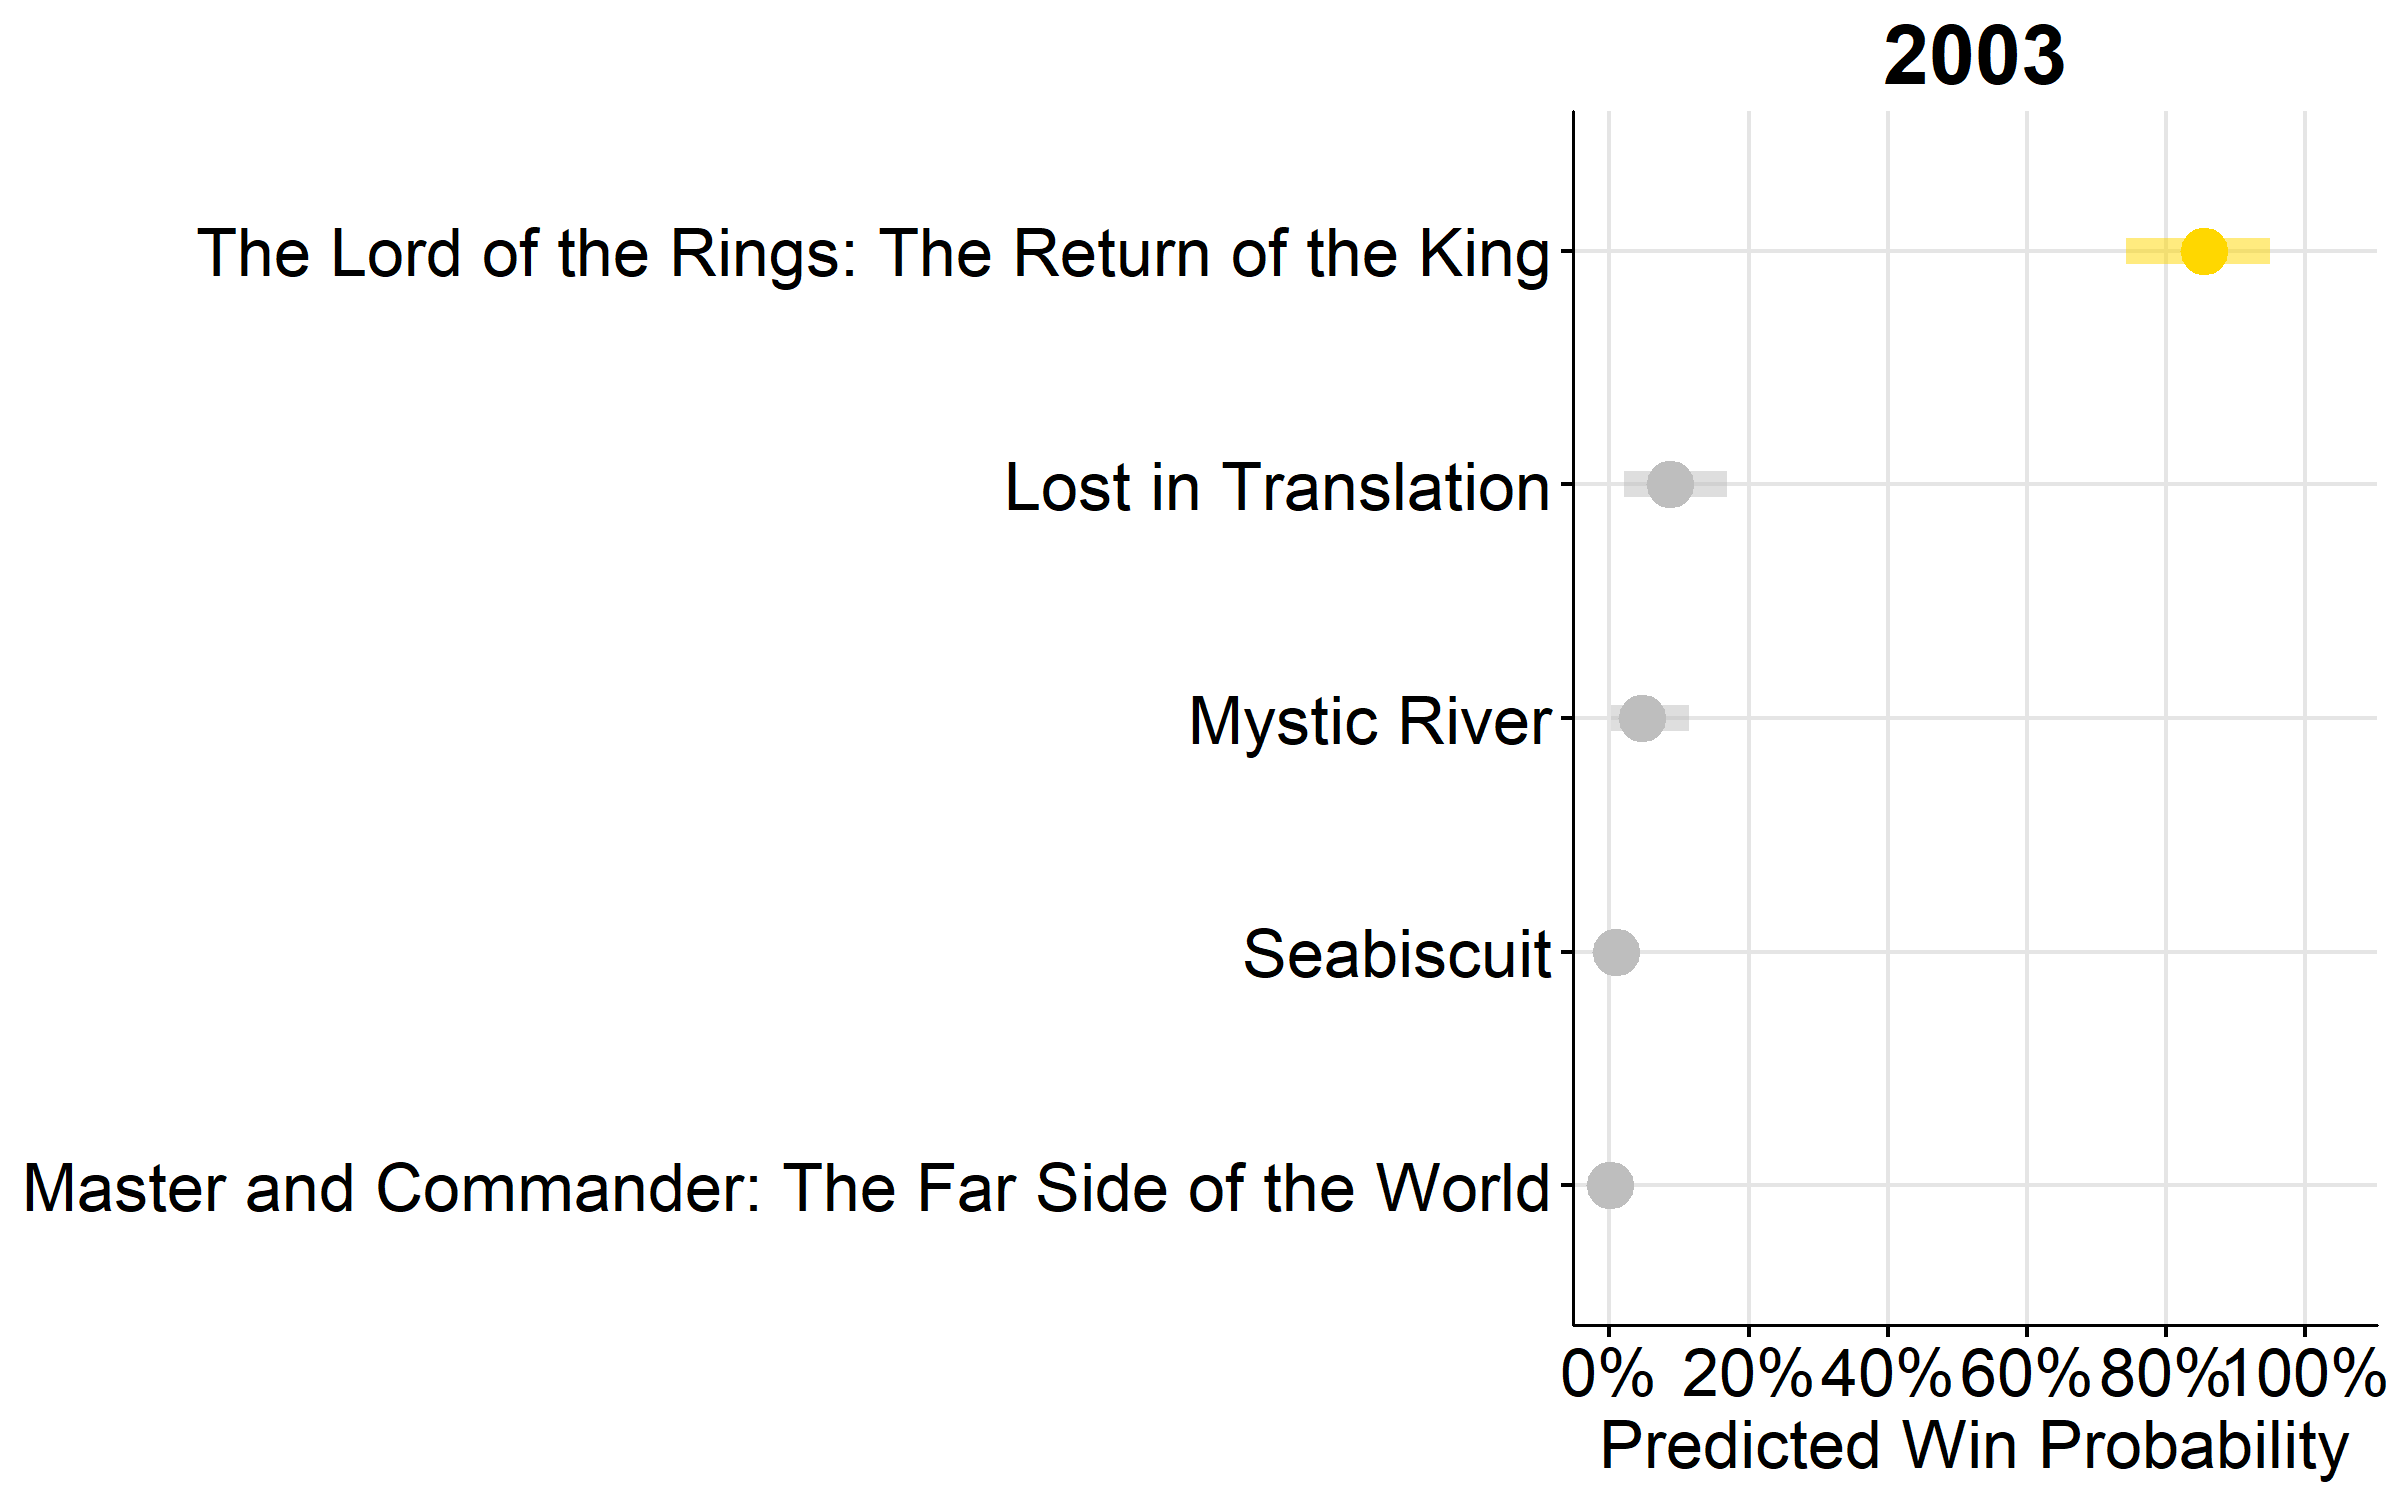 2003
The Lord of the Rings: The Return of the King
Lost in Translation
Mystic River
Seabiscuit
Master and Commander: The Far Side of the World
0% 20% 40% 60% 80% 100%
Predicted Win Probability